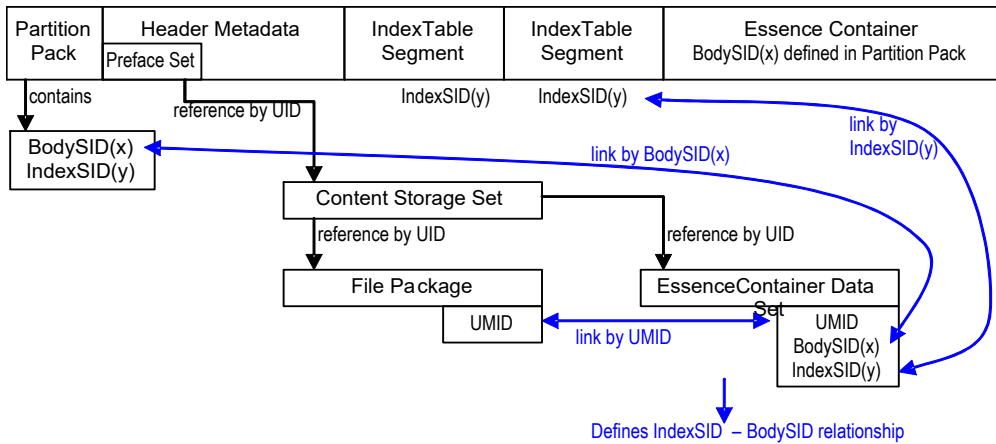 Partition
Pack
Header Metadata
Preface Set
IndexTable
Segment
IndexTable
Segment
Essence Container
BodySID(x) defined in Partition Pack
contains
reference by UID
IndexSID(y)
IndexSID(y)
link by
IndexSID(y)
BodySID(x)
IndexSID(y)
link by BodySID(x)
Content Storage Set
reference by UID
reference by UID
File Package
EssenceContainer Data
Set
UMID
link by UMID
UMID
BodySID(x)
IndexSID(y)
Defines IndexSID – BodySID relationship